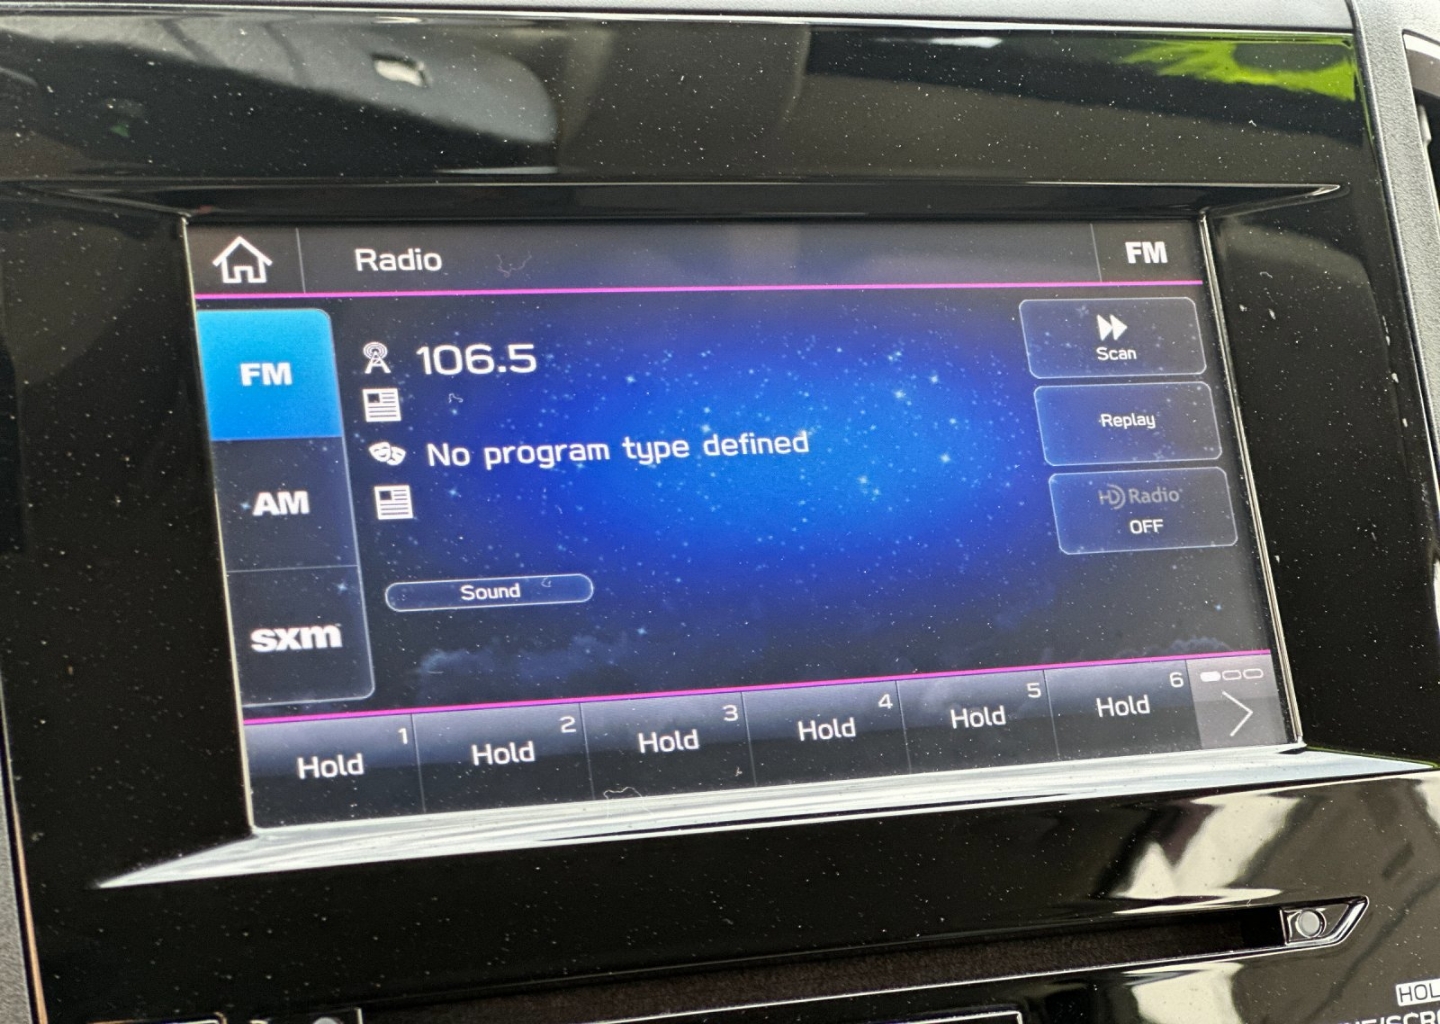 Radio
FM
FM
AM
sxm
106.5
No program type defined
Sound
Scan
Replay
HD Radio
OFF
1
Hold
2
Hold
3
Hold
4
Hold
5
Hold
6
Hold